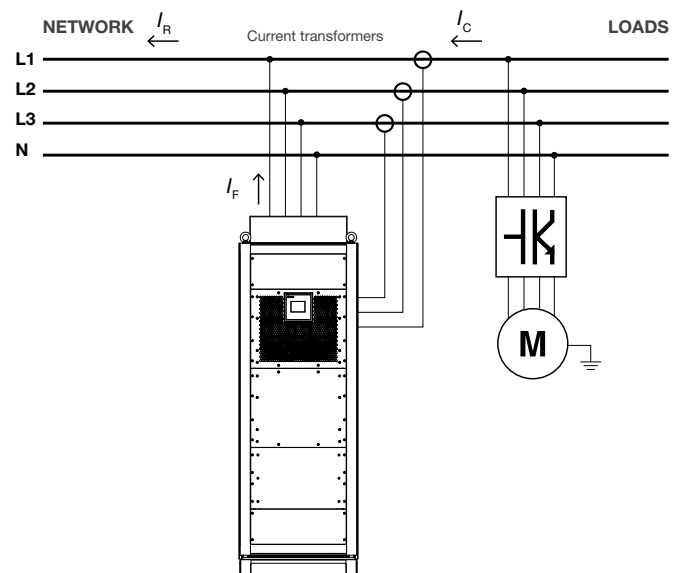 NETWORK
I_R
Current transformers
I_C
LOADS
L1
L2
L3
N
I_F
M